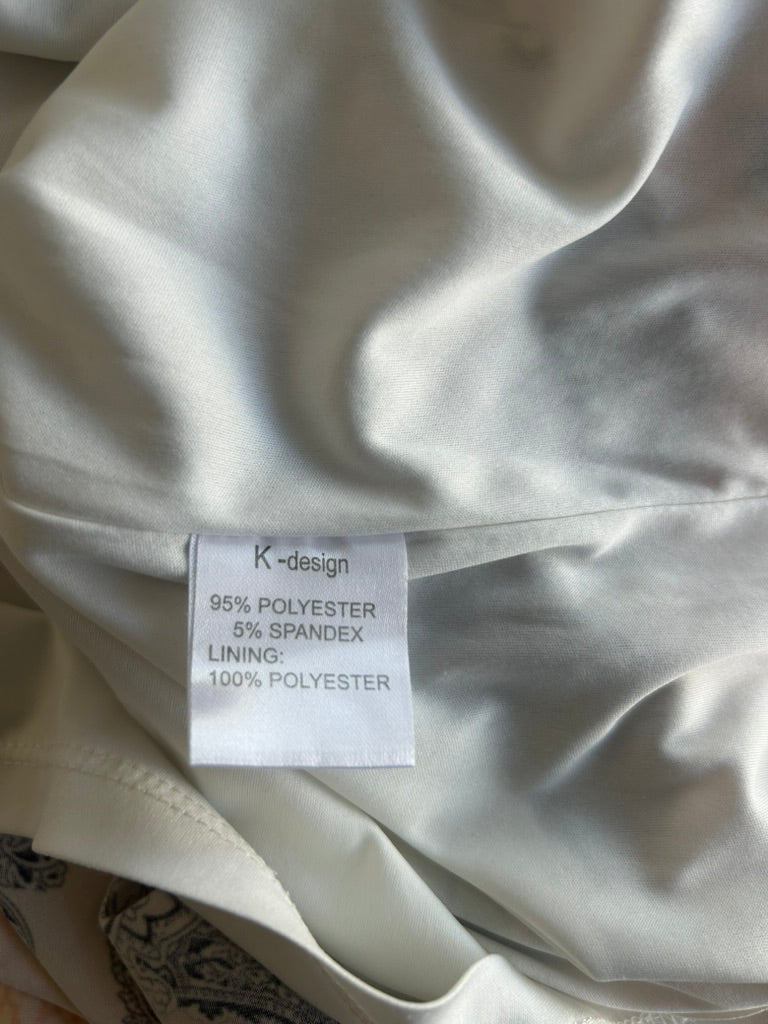 K-design
95% POLYESTER
5% SPANDEX
LINING:
100% POLYESTER